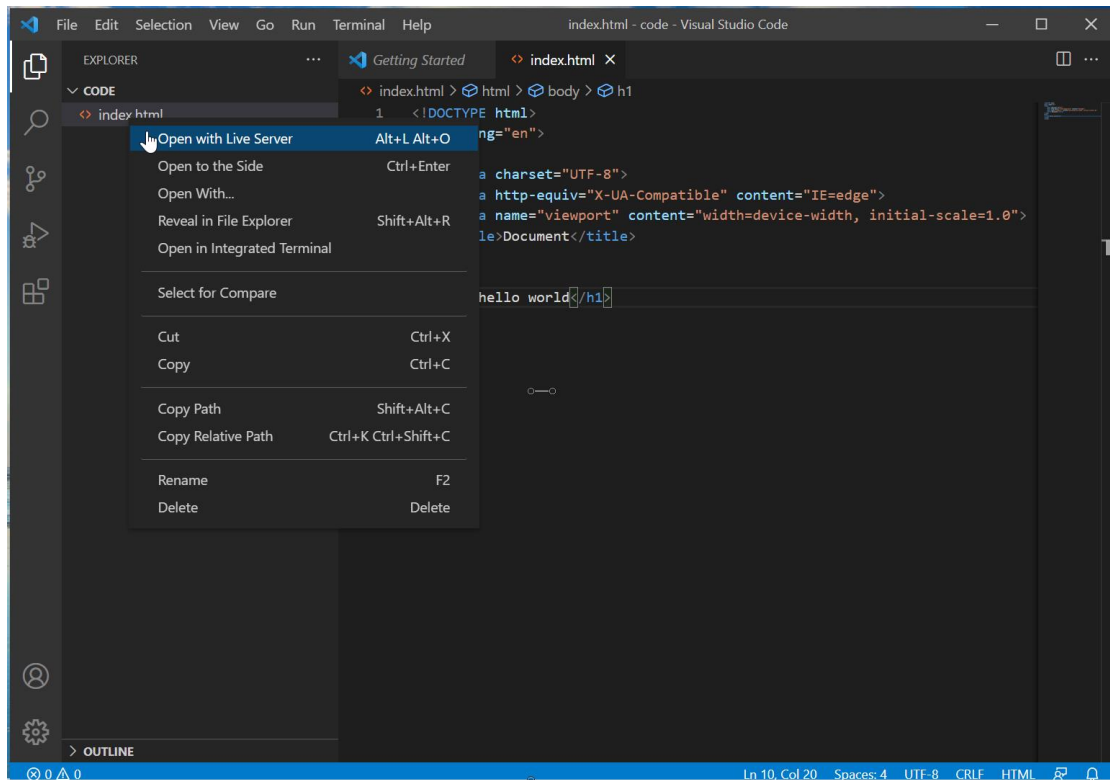 File Edit Selection View Go Run Terminal Help index.html - code - Visual Studio Code
EXPLORER
CODE
index.html
Getting Started
index.html
index.html > html > body > h1
1 <!DOCTYPE html>
ng="en">
a charset="UTF-8">
a http-equiv="X-UA-Compatible" content="IE=edge">
a name="viewport" content="width=device-width, initial-scale=1.0">
le>Document</title>
hello world</h1>
Open with Live Server Alt+L Alt+O
Open to the Side Ctrl+Enter
Open With...
Reveal in File Explorer Shift+Alt+R
Open in Integrated Terminal
Select for Compare
Cut Ctrl+X
Copy Ctrl+C
Copy Path Shift+Alt+C
Copy Relative Path Ctrl+K Ctrl+Shift+C
Rename F2
Delete Delete
OUTLINE
0 0 Ln 10, Col 20 Spaces: 4 UTF-8 CRLF HTML